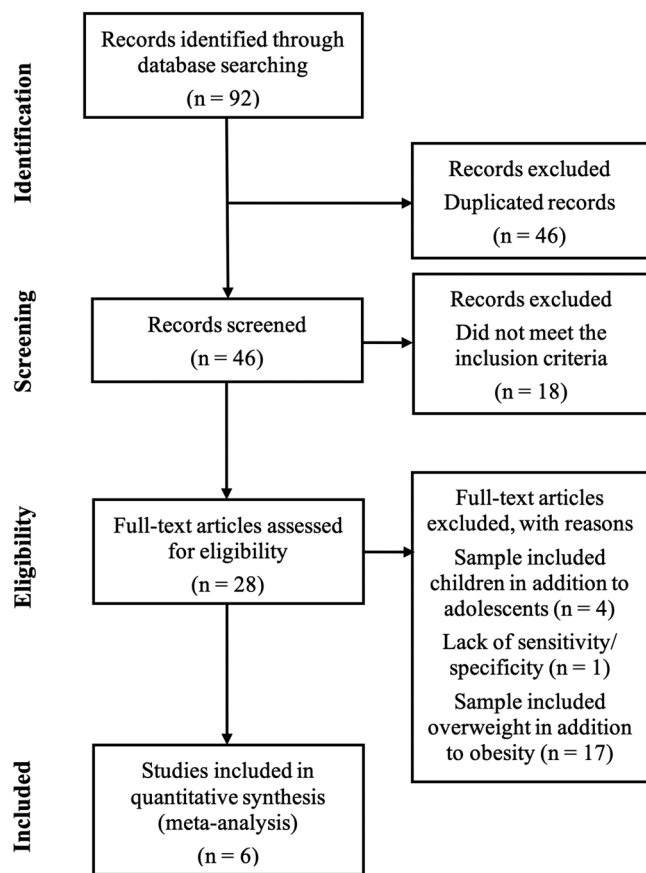 Identification
Records identified through
database searching
(n = 92)
Records excluded
Duplicated records
(n = 46)
Screening
Records screened
(n = 46)
Records excluded
Did not meet the
inclusion criteria
(n = 18)
Eligibility
Full-text articles assessed
for eligibility
(n = 28)
Full-text articles
excluded, with reasons
Sample included
children in addition to
adolescents (n = 4)
Lack of sensitivity/
specificity (n = 1)
Sample included
overweight in addition
to obesity (n = 17)
Included
Studies included in
quantitative synthesis
(meta-analysis)
(n = 6)